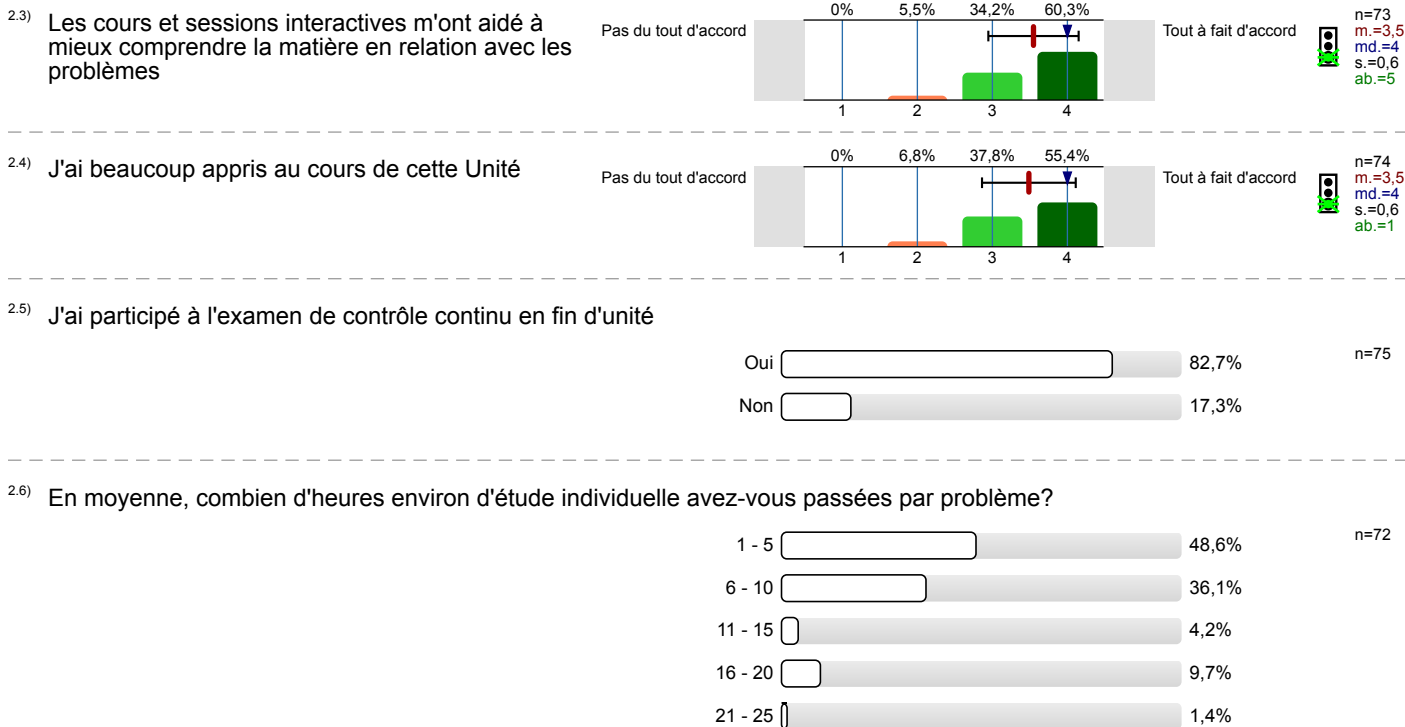 2.3) Les cours et sessions interactives m'ont aidé à
mieux comprendre la matière en relation avec les
problèmes
Pas du tout d'accord
0% 5,5% 34,2% 60,3%
1 2 3 4
Tout à fait d'accord
n=73
m.=3,5
md.=4
s.=0,6
ab.=5
2.4) J'ai beaucoup appris au cours de cette Unité
Pas du tout d'accord
0% 6,8% 37,8% 55,4%
1 2 3 4
Tout à fait d'accord
n=74
m.=3,5
md.=4
s.=0,6
ab.=1
2.5) J'ai participé à l'examen de contrôle continu en fin d'unité
Oui 82,7% n=75
Non 17,3%
2.6) En moyenne, combien d'heures environ d'étude individuelle avez-vous passées par problème?
1 - 5 48,6% n=72
6 - 10 36,1%
11 - 15 4,2%
16 - 20 9,7%
21 - 25 1,4%